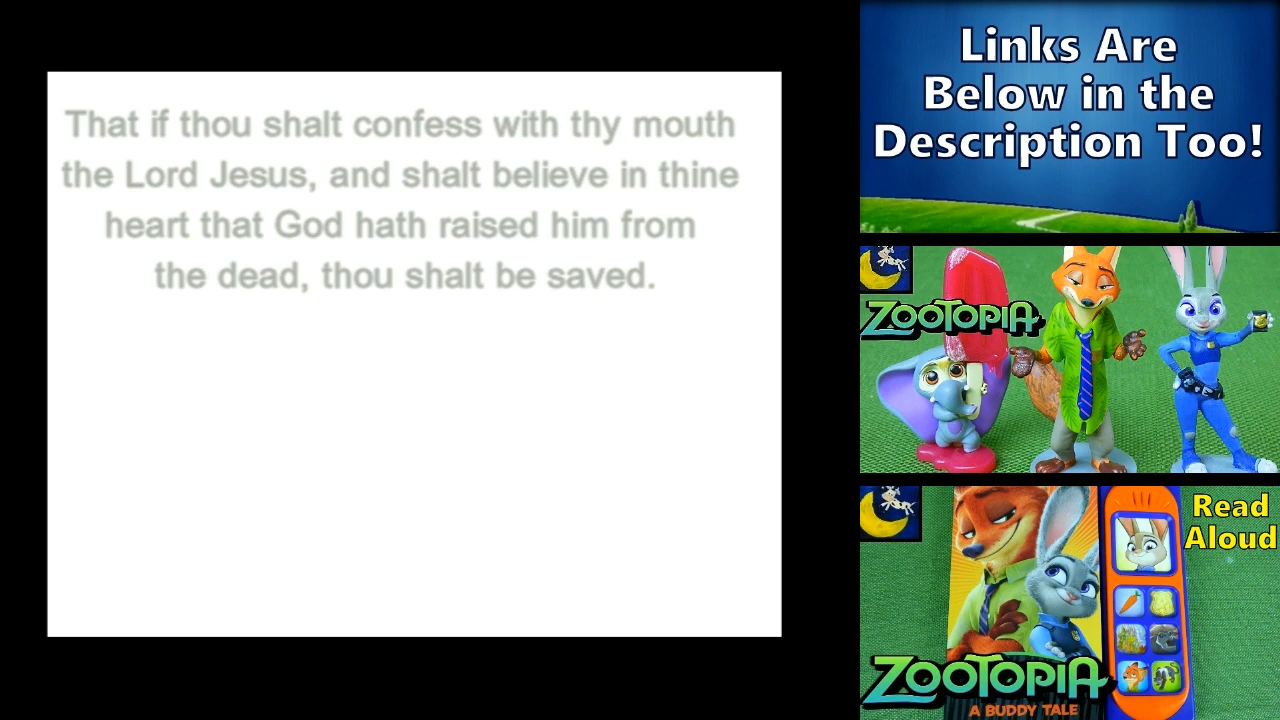 That if thou shalt confess with thy mouth
the Lord Jesus, and shalt believe in thine
heart that God hath raised him from
the dead, thou shalt be saved.
Links Are
Below in the
Description Too!
ZOOTOPIA
Read
Aloud
ZOOTOPIA
A BUDDY TALE